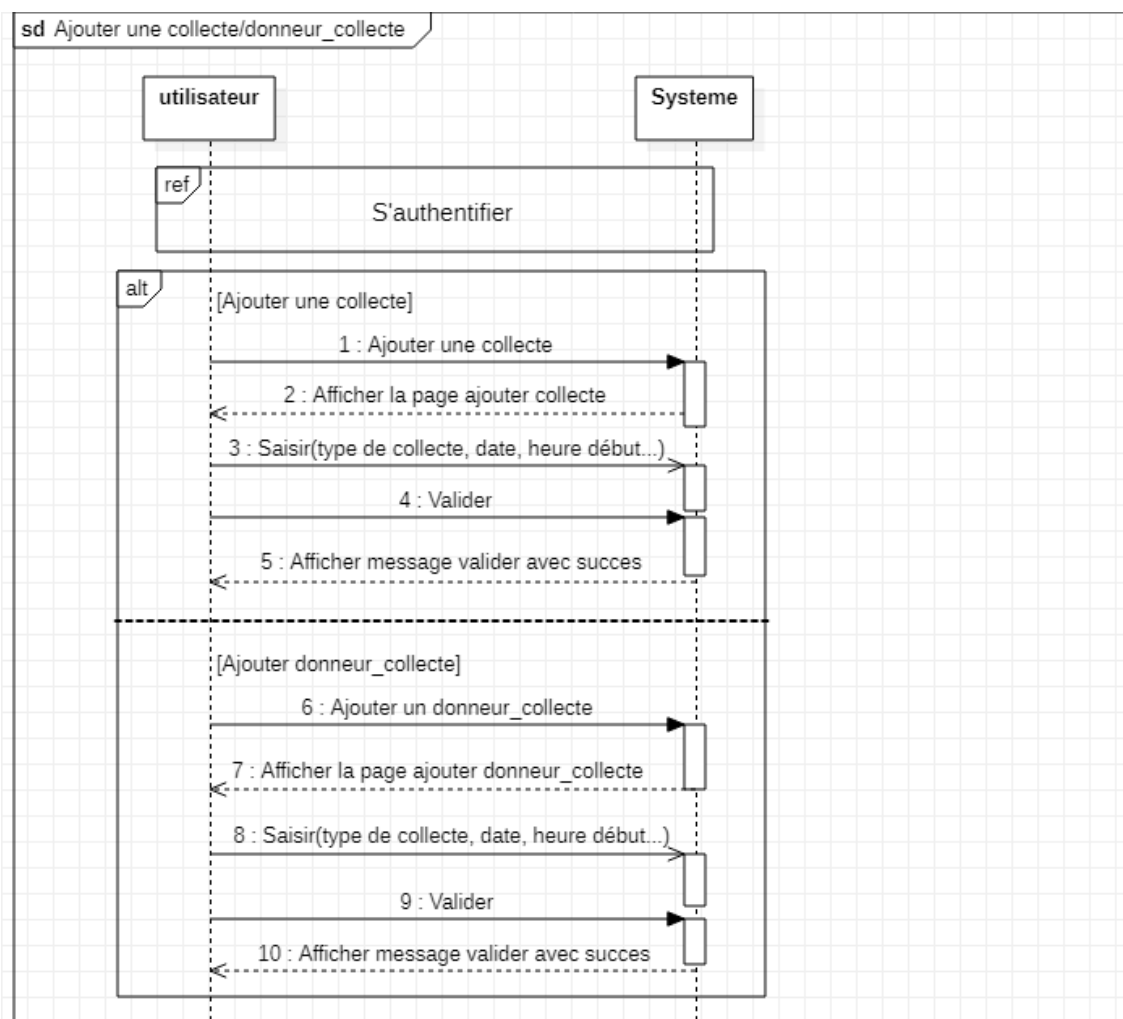 sd Ajouter une collecte/donneur_collecte
utilisateur
Systeme
ref
S'authentifier
alt
[Ajouter une collecte]
1 : Ajouter une collecte
2 : Afficher la page ajouter collecte
3 : Saisir(type de collecte, date, heure début...)
4 : Valider
5 : Afficher message valider avec succes
[Ajouter donneur_collecte]
6 : Ajouter un donneur_collecte
7 : Afficher la page ajouter donneur_collecte
8 : Saisir(type de collecte, date, heure début...)
9 : Valider
10 : Afficher message valider avec succes